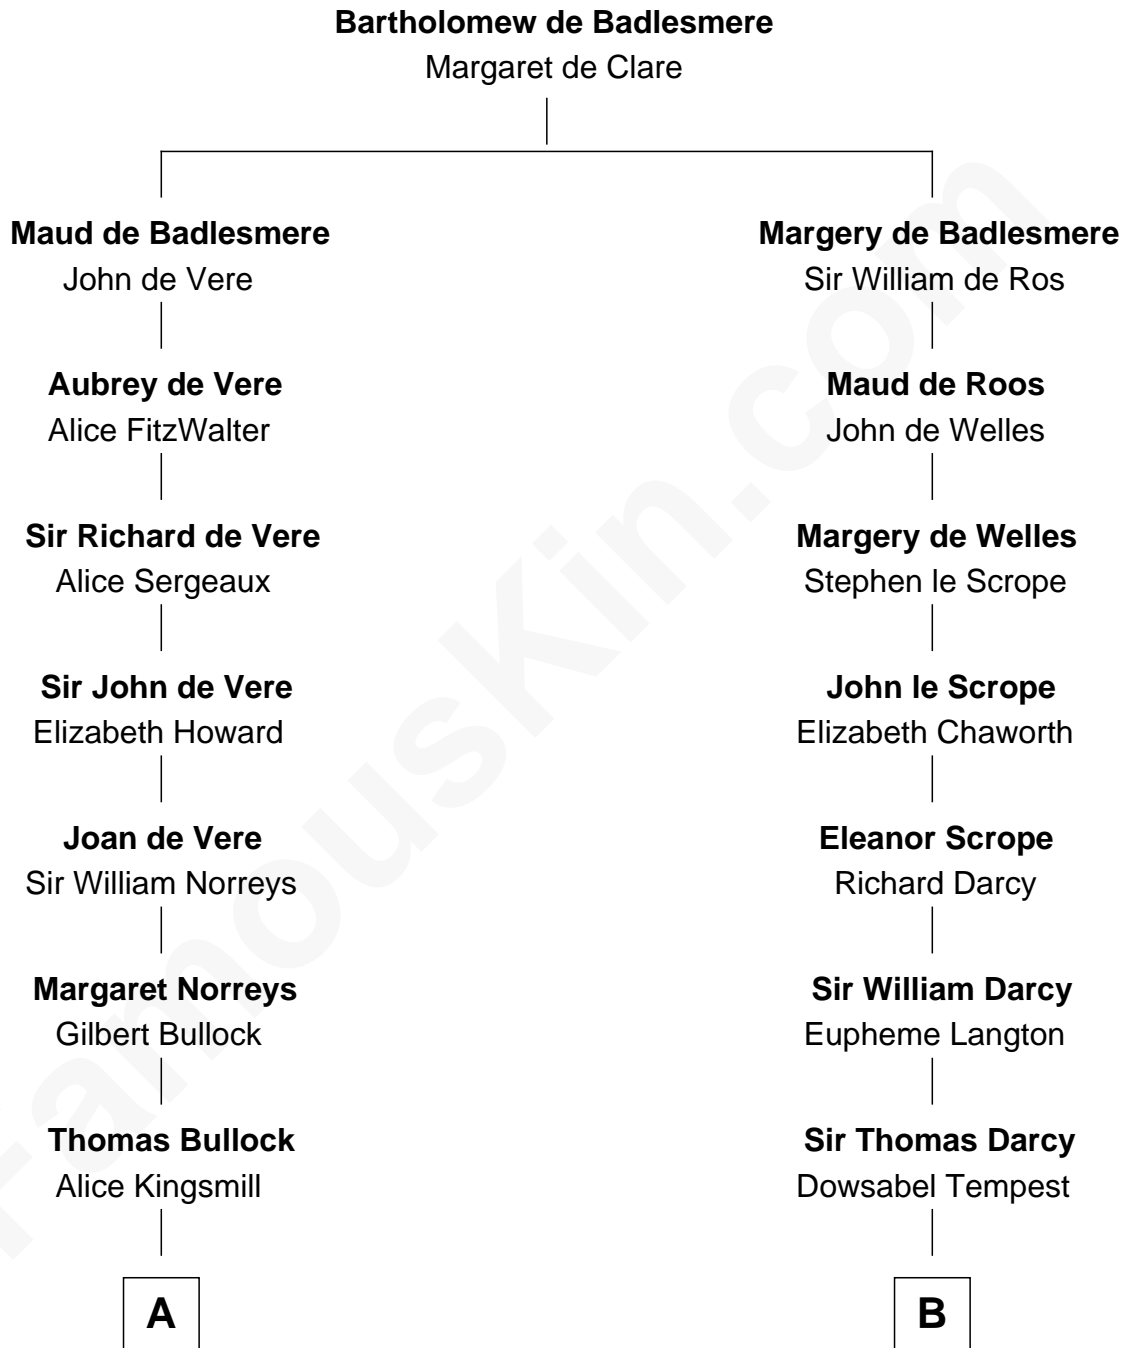 Bartholomew de Badlesmere
Margaret de Clare
Maud de Badlesmere
John de Vere
Margery de Badlesmere
Sir William de Ros
Aubrey de Vere
Alice FitzWalter
Maud de Roos
John de Welles
Sir Richard de Vere
Alice Sergeaux
Margery de Welles
Stephen le Scrope
Sir John de Vere
Elizabeth Howard
John le Scrope
Elizabeth Chaworth
Joan de Vere
Sir William Norreys
Eleanor Scrope
Richard Darcy
Margaret Norreys
Gilbert Bullock
Sir William Darcy
Eupheme Langton
Thomas Bullock
Alice Kingsmill
Sir Thomas Darcy
Dowsabel Tempest
A
B
FamousKin.com